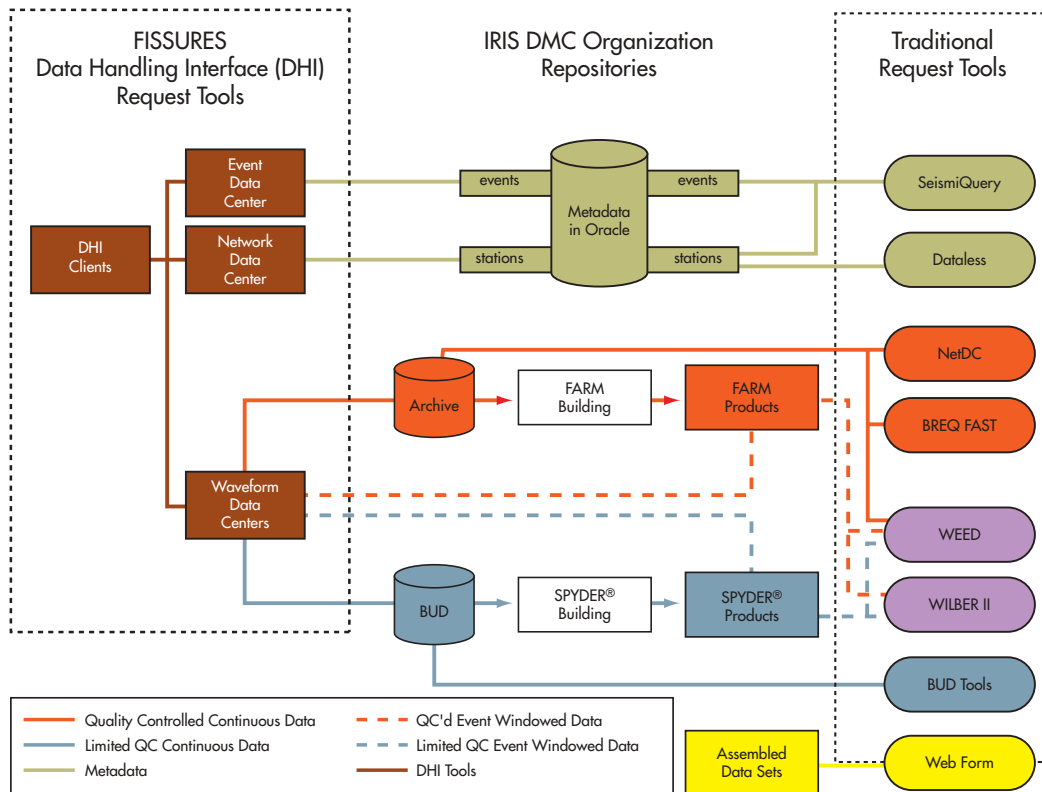 FISSURES
Data Handling Interface (DHI)
Request Tools
IRIS DMC Organization
Repositories
Traditional
Request Tools
Event
Data
Center
events
Metadata
in Oracle
events
SeismiQuery
DHI
Clients
Network
Data
Center
stations
stations
Dataless
NetDC
Archive
FARM
Building
FARM
Products
BREQ FAST
Waveform
Data
Centers
WEED
BUD
SPYDER®
Building
SPYDER®
Products
WILBER II
BUD Tools
Quality Controlled Continuous Data
Limited QC Continuous Data
Metadata
QC'd Event Windowed Data
Limited QC Event Windowed Data
DHI Tools
Assembled
Data Sets
Web Form